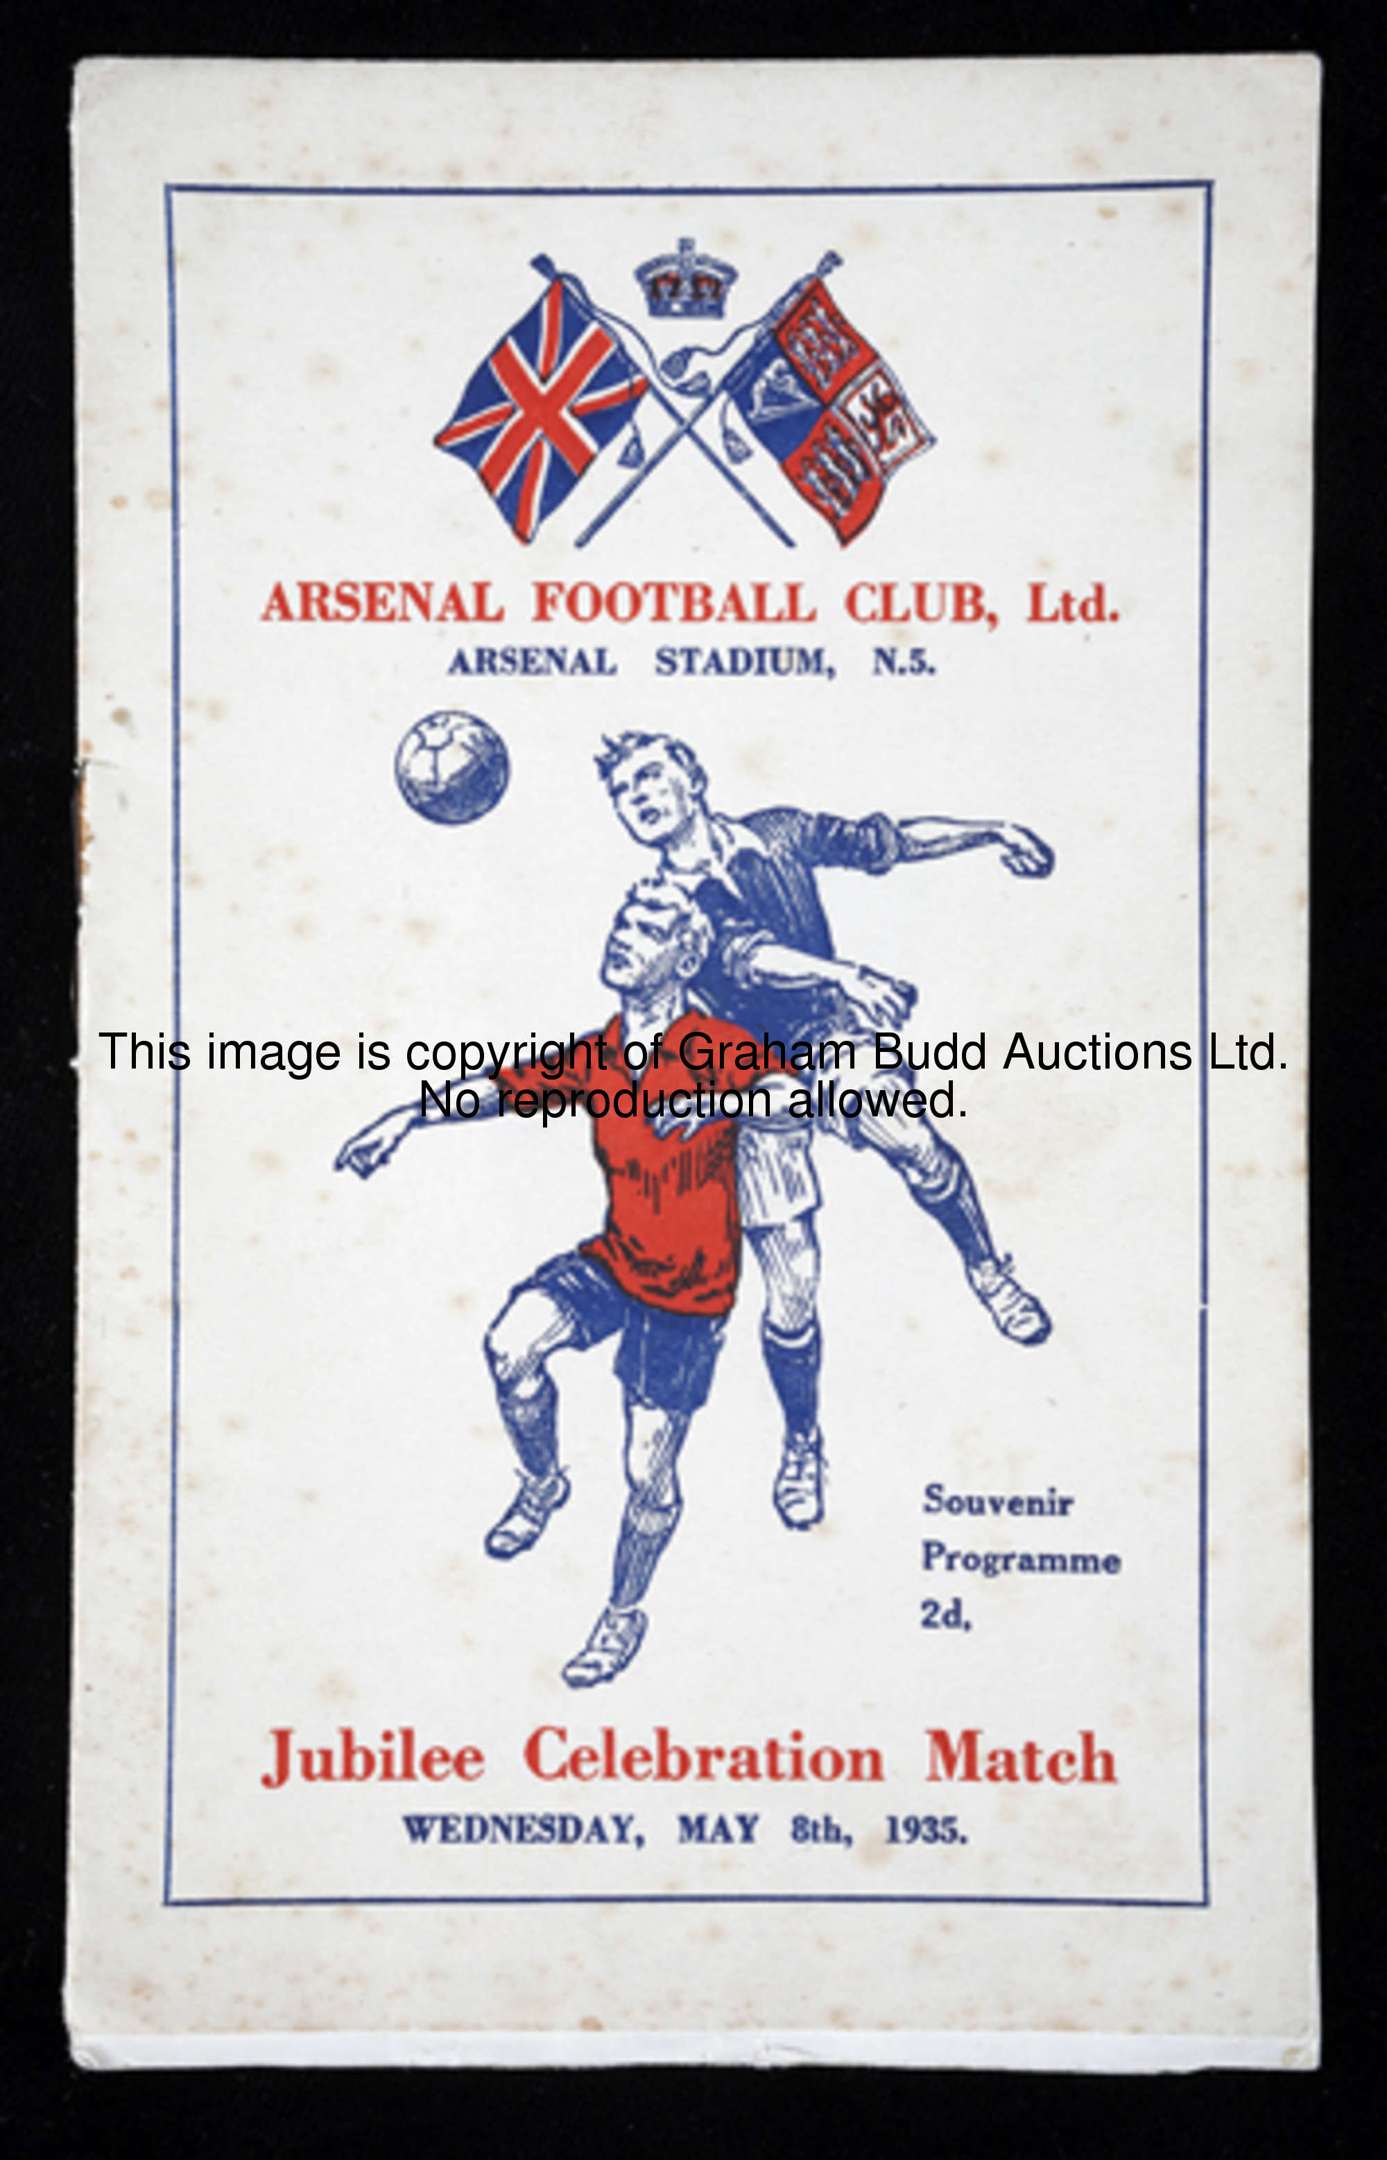 ARSENAL FOOTBALL CLUB, Ltd.
ARSENAL STADIUM, N.5.
This image is copyright of Graham Budd Auctions Ltd.
No reproduction allowed.
Souvenir
Programme
2d.
Jubilee Celebration Match
WEDNESDAY, MAY 8th, 1935.